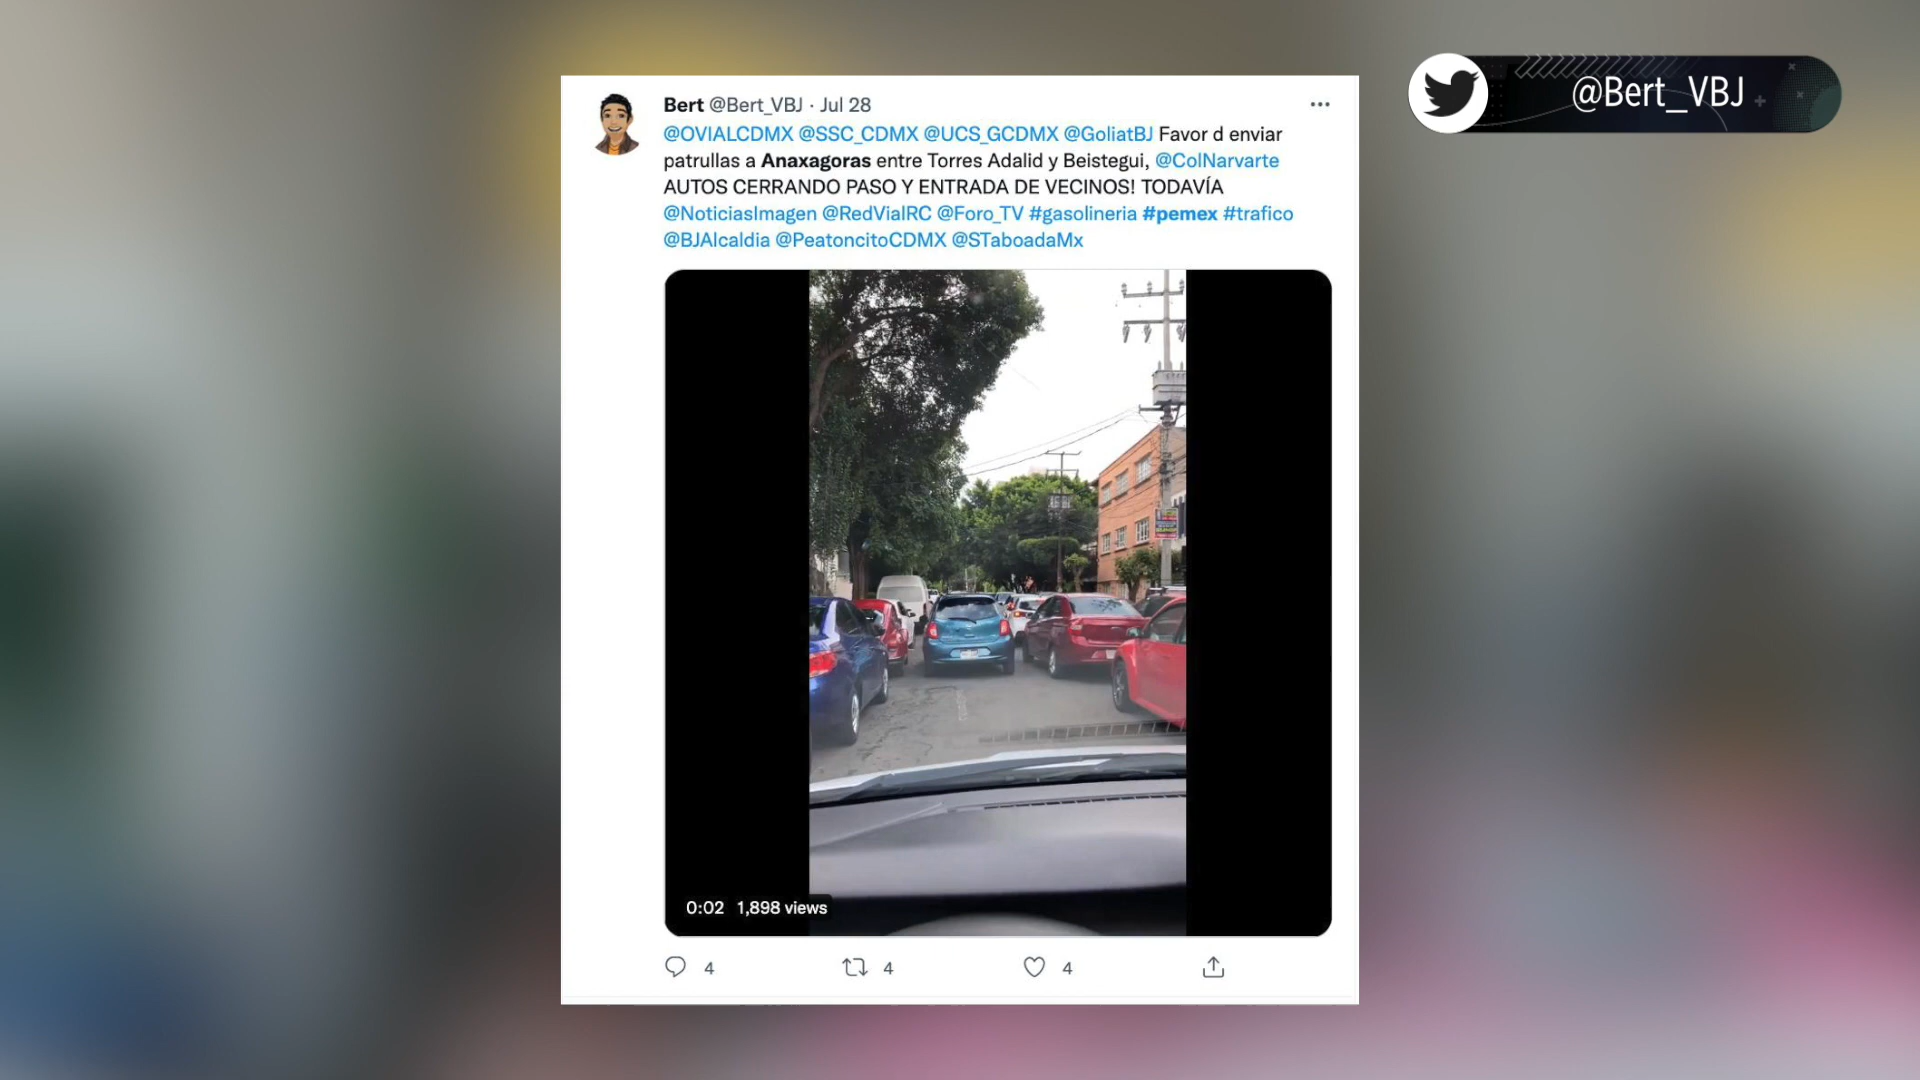 Bert @Bert_VBJ · Jul 28
@OVIALCDMX @SSC_CDMX @UCS_GCDMX @GoliatBJ Favor d enviar
patrullas a Anaxagoras entre Torres Adalid y Beistegui, @ColNarvarte
AUTOS CERRANDO PASO Y ENTRADA DE VECINOS! TODAVÍA
@NoticiasImagen @RedVialRC @Foro_TV #gasolineria #pemex #trafico
@BJAlcaldia @PeatoncitoCDMX @STaboadaMx
0:02 1,898 views
4 4 4
@Bert_VBJ